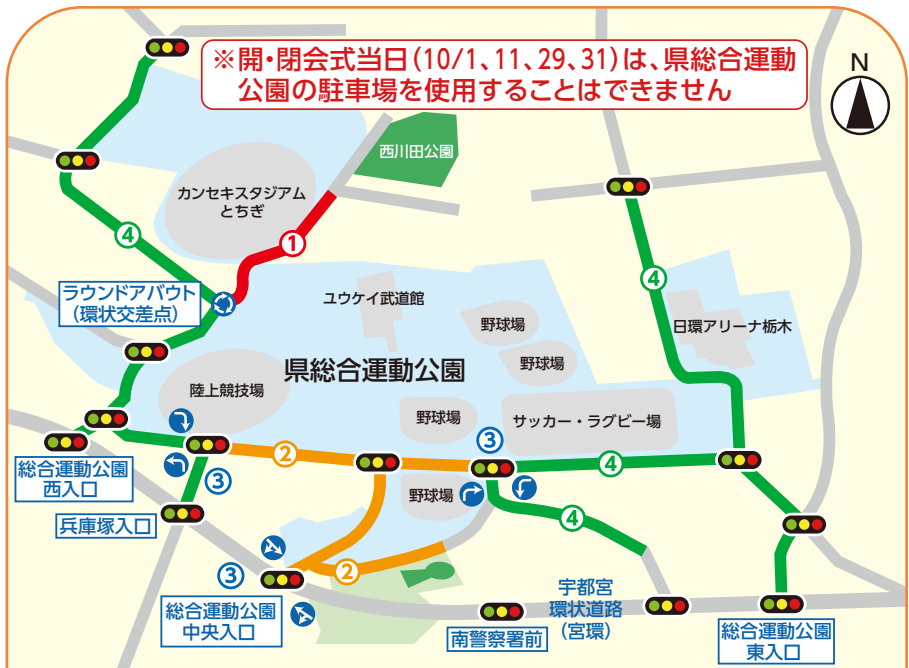 ※開・閉会式当日(10/1、11、29、31)は、県総合運動
公園の駐車場を使用することはできません
N
西川田公園
カンセキスタジアム
とちぎ
①
④
④
ラウンドアバウト
(環状交差点)
ユウケイ武道館
野球場
日環アリーナ栃木
野球場
県総合運動公園
陸上競技場
野球場
サッカー・ラグビー場
③
②
④
総合運動公園
西入口
③
野球場
兵庫塚入口
④
③
②
総合運動公園
中央入口
南警察署前
宇都宮
環状道路
(宮環)
総合運動公園
東入口